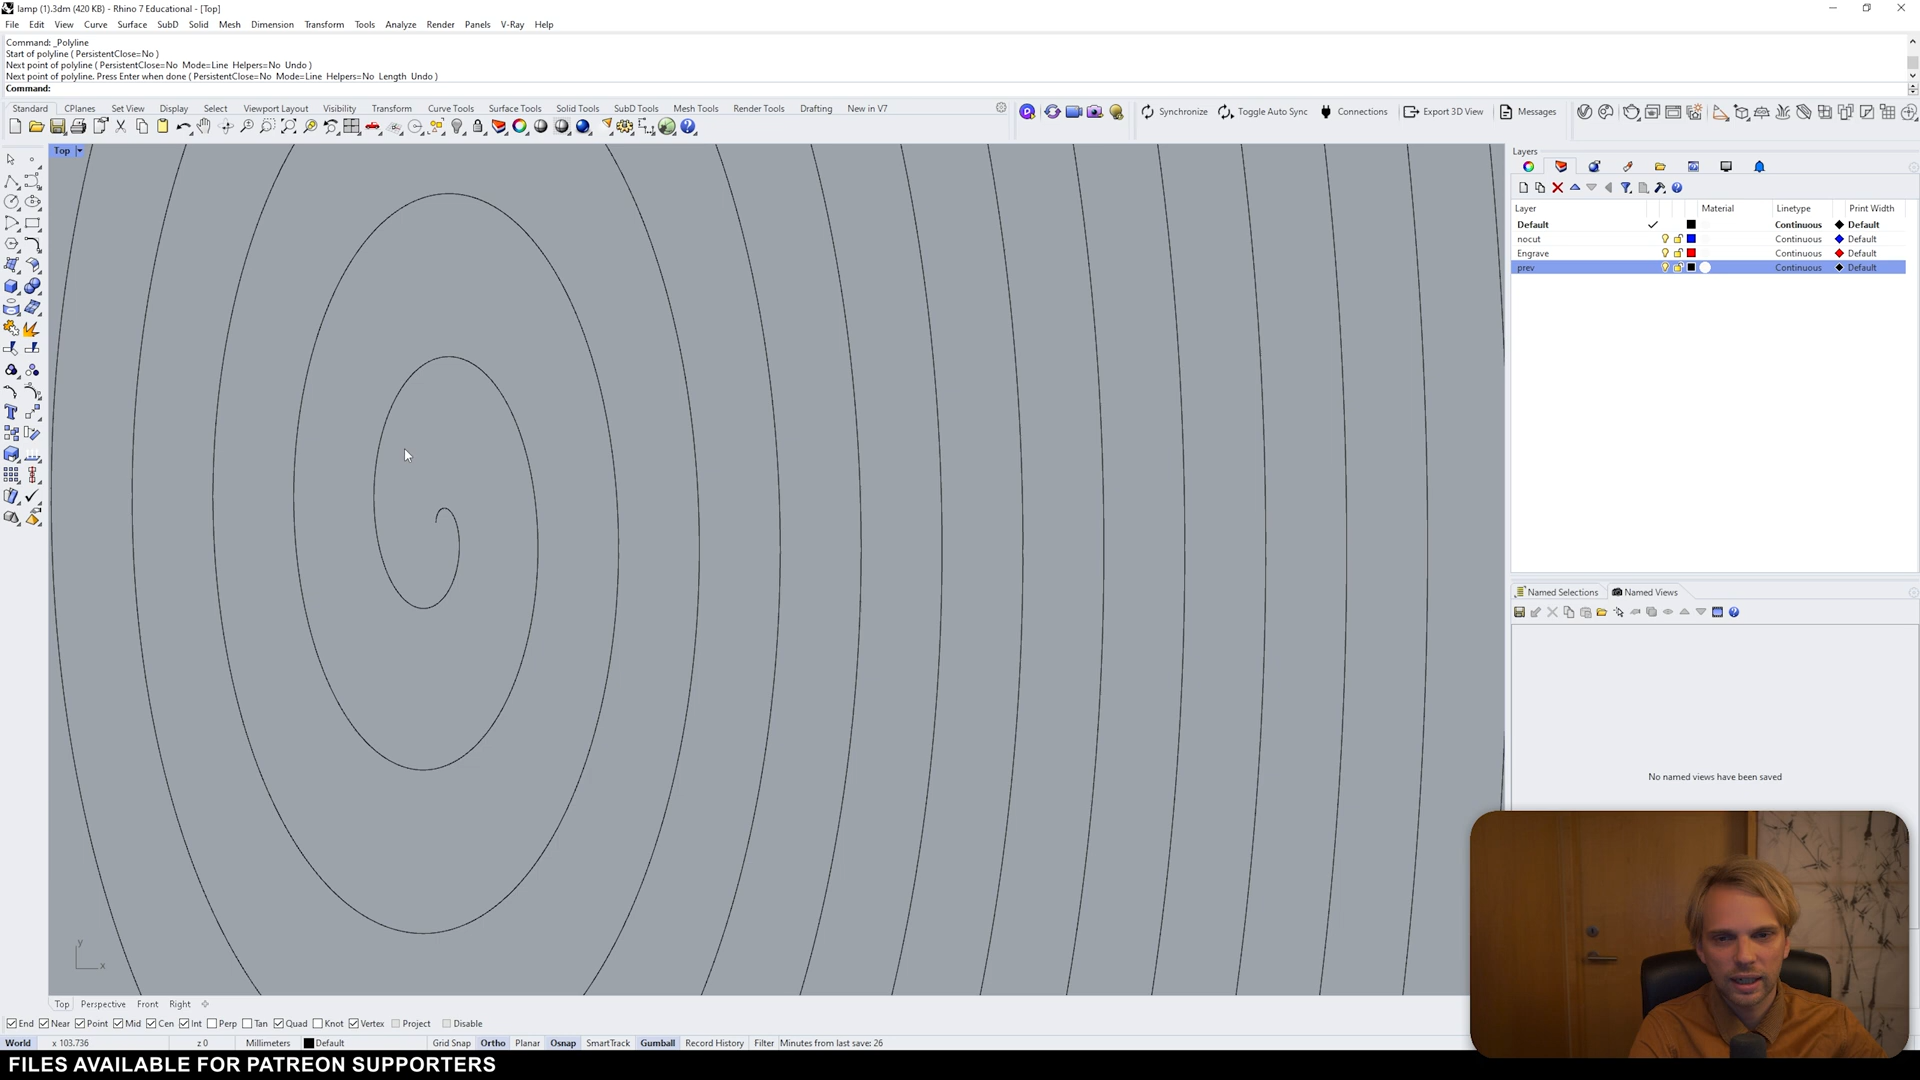 lamp (1).3dm (420 KB) - Rhino 7 Educational - [Top]
File Edit View Curve Surface SubD Solid Mesh Dimension Transform Tools Analyze Render Panels V-Ray Help
Command: _Polyline
Start of polyline ( PersistentClose=No )
Next point of polyline ( PersistentClose=No Mode=Line Helpers=No Undo )
Next point of polyline. Press Enter when done ( PersistentClose=No Mode=Line Helpers=No Length Undo )
Command:
Standard CPlanes Set View Display Select Viewport Layout Visibility Transform Curve Tools Surface Tools Solid Tools SubD Tools Mesh Tools Render Tools Drafting New in V7
Synchronize Toggle Auto Sync Connections Export 3D View Messages
Top
Layers
Layer Material Linetype Print Width
Default Continuous Default
nocut Continuous Default
Engrave Continuous Default
prev Continuous Default
Named Selections Named Views
No named views have been saved
y
x
Top Perspective Front Right
End Near Point Mid Cen Int Perp Tan Quad Knot Vertex Project Disable
World x 103.736 z 0 Millimeters Default Grid Snap Ortho Planar Osnap SmartTrack Gumball Record History Filter Minutes from last save: 26
FILES AVAILABLE FOR PATREON SUPPORTERS